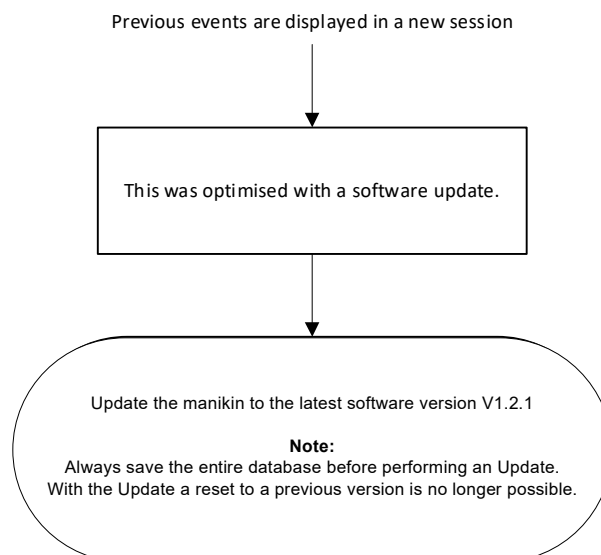 Previous events are displayed in a new session
This was optimised with a software update.
Update the manikin to the latest software version V1.2.1
Note:
Always save the entire database before performing an Update.
With the Update a reset to a previous version is no longer possible.